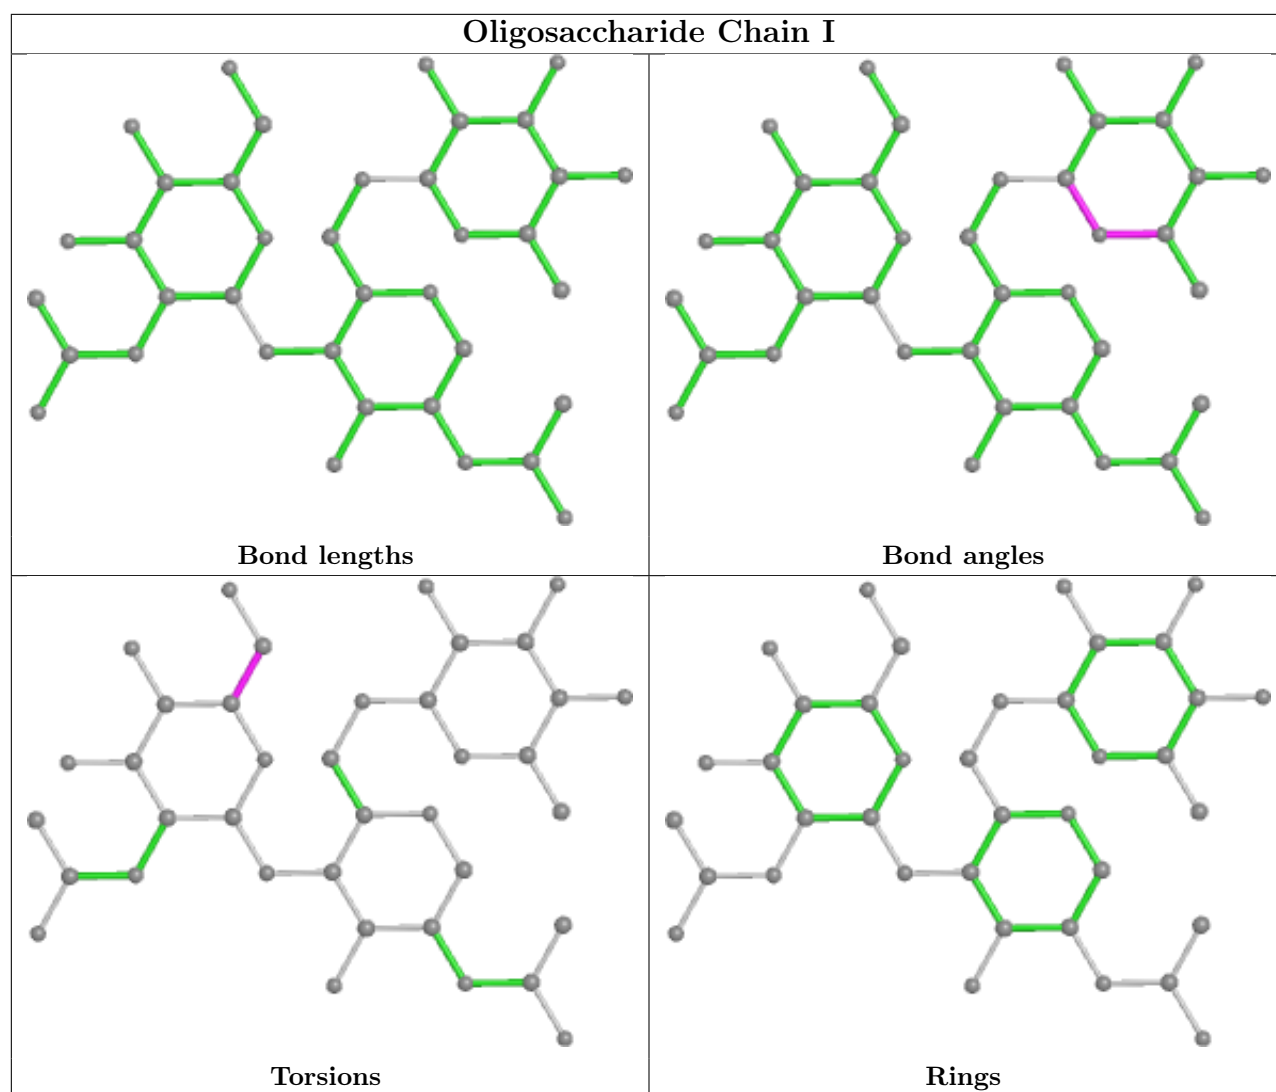 Oligosaccharide Chain I
Bond lengths
Bond angles
Torsions
Rings